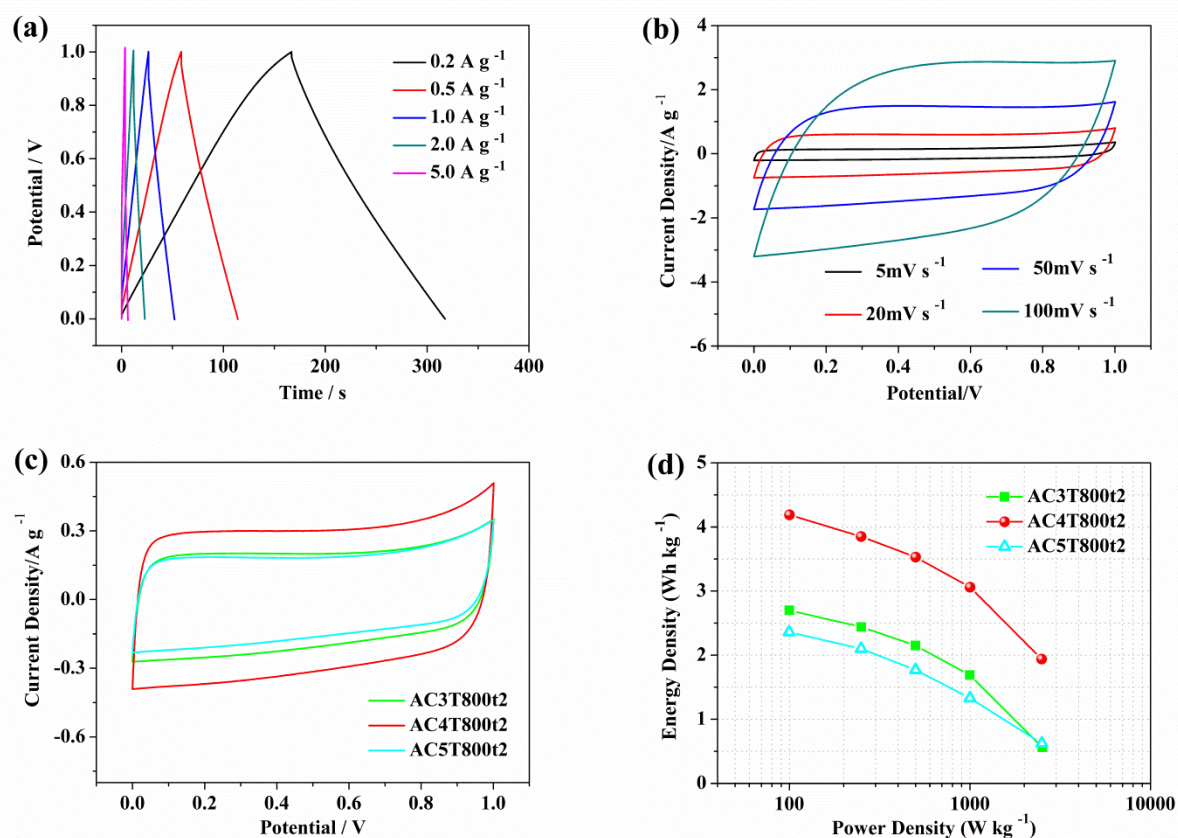 (a)
1.0
0.8
0.6
0.4
0.2
0.0
Potential / V
0.2 A g -1
0.5 A g -1
1.0 A g -1
2.0 A g -1
5.0 A g -1
0 100 200 300 400
Time / s
(b)
6
4
2
0
-2
-4
-6
Current Density/A g -1
5mV s -1 50mV s -1
20mV s -1 100mV s -1
0.0 0.2 0.4 0.6 0.8 1.0
Potential/V
(c)
0.6
0.3
0.0
-0.3
-0.6
Current Density/A g -1
AC3T800t2
AC4T800t2
AC5T800t2
0.0 0.2 0.4 0.6 0.8 1.0
Potential / V
(d)
5
4
3
2
1
0
Energy Density (Wh kg-1)
AC3T800t2
AC4T800t2
AC5T800t2
100 1000 10000
Power Density (W kg-1)